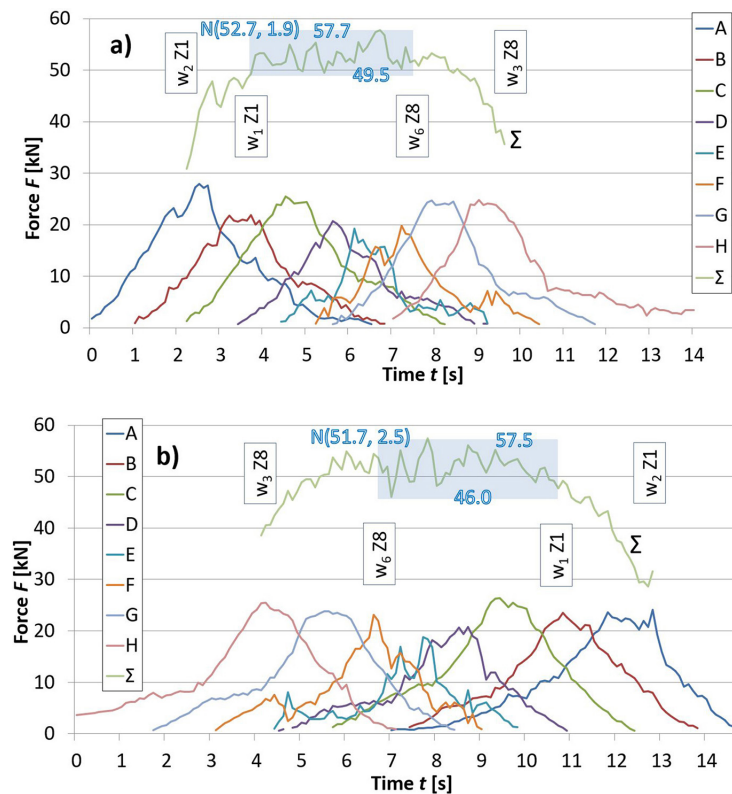 60
50
40
30
20
10
0
Force F [kN]
a)
N(52.7, 1.9)
57.7
49.5
w2 Z1
w1 Z1
w6 Z8
w3 Z8
Σ
A
B
C
D
E
F
G
H
Σ
0 1 2 3 4 5 6 7 8 9 10 11 12 13 14
Time t [s]
60
50
40
30
20
10
0
Force F [kN]
A
B
C
D
E
F
G
H
Σ
b)
N(51.7, 2.5)
57.5
46.0
w3 Z8
w6 Z8
w1 Z1
w2 Z1
Σ
0 1 2 3 4 5 6 7 8 9 10 11 12 13 14
Time t [s]